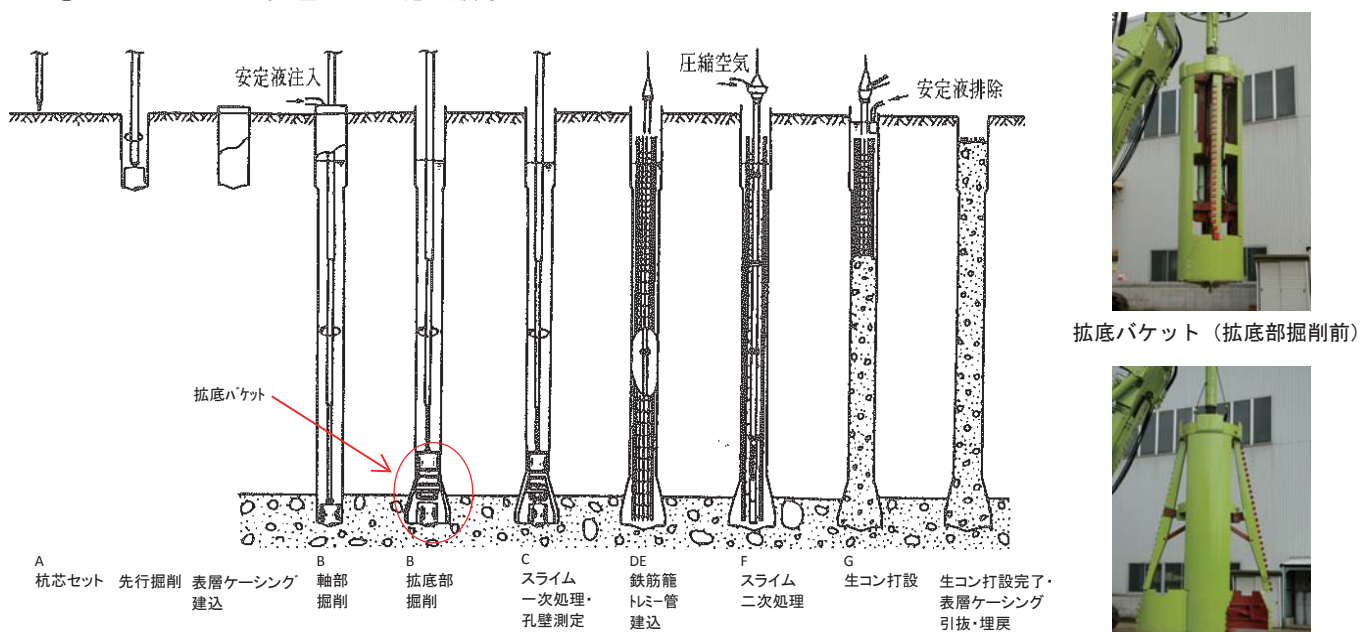 安定液注入
圧縮空気
安定液排除
拡底バケット
A
杭芯セット
先行掘削
表層ケーシング
建込
B
軸部
掘削
B
拡底部
掘削
C
スライム
一次処理・
孔壁測定
DE
鉄筋籠
トレミー管
建込
F
スライム
二次処理
G
生コン打設
生コン打設完了・
表層ケーシング
引抜・埋戻
拡底バケット（拡底部掘削前）